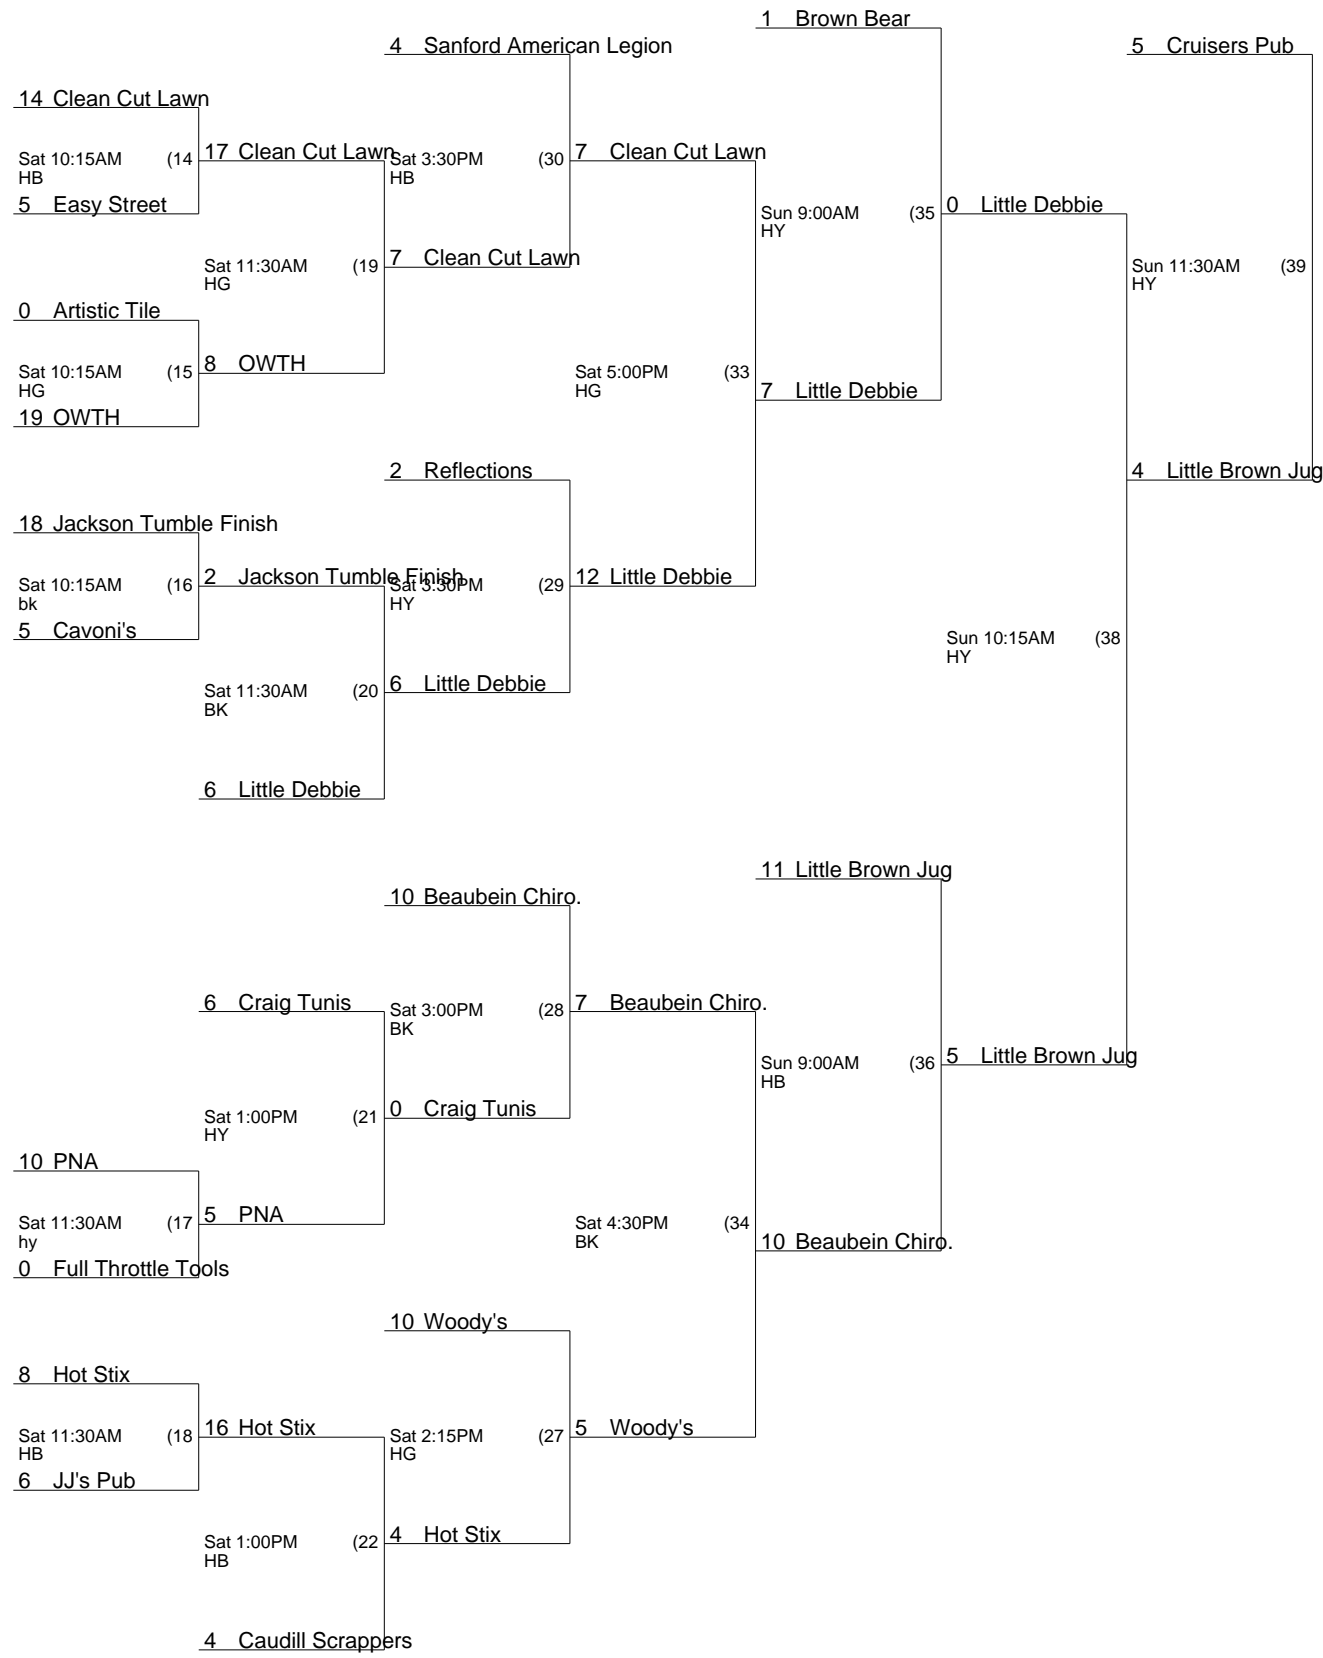 1 Brown Bear
4 Sanford American Legion
5 Cruisers Pub
14 Clean Cut Lawn
Sat 10:15AM (14
HB
17 Clean Cut Lawn
Sat 3:30PM (30
HB
7 Clean Cut Lawn
5 Easy Street
Sun 9:00AM (35
HY
0 Little Debbie
Sat 11:30AM (19
HG
7 Clean Cut Lawn
Sun 11:30AM (39
HY
0 Artistic Tile
Sat 10:15AM (15
HG
8 OWTH
Sat 5:00PM (33
HG
7 Little Debbie
19 OWTH
2 Reflections
4 Little Brown Jug
18 Jackson Tumble Finish
Sat 10:15AM (16
bk
2 Jackson Tumble Finish
Sat 3:30PM (29
HY
12 Little Debbie
5 Cavoni's
Sun 10:15AM (38
HY
Sat 11:30AM (20
BK
6 Little Debbie
6 Little Debbie
11 Little Brown Jug
10 Beaubein Chiro.
6 Craig Tunis
Sat 3:00PM (28
BK
7 Beaubein Chiro.
Sun 9:00AM (36
HB
5 Little Brown Jug
Sat 1:00PM (21
HY
0 Craig Tunis
10 PNA
Sat 11:30AM (17
hy
5 PNA
Sat 4:30PM (34
BK
10 Beaubein Chiro.
0 Full Throttle Tools
10 Woody's
8 Hot Stix
Sat 11:30AM (18
HB
16 Hot Stix
Sat 2:15PM (27
HG
5 Woody's
6 JJ's Pub
Sat 1:00PM (22
HB
4 Hot Stix
4 Caudill Scrappers